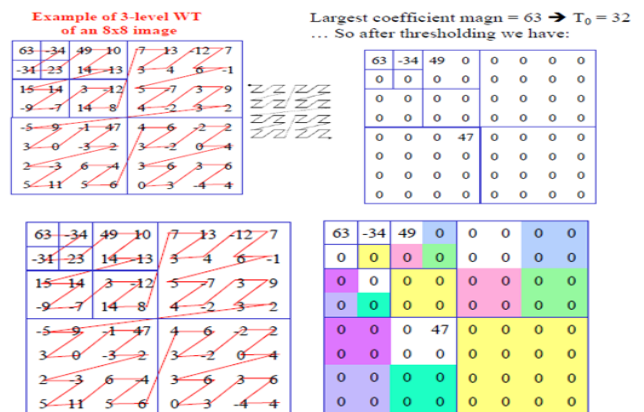 Example of 3-level WT
of an 8x8 image
63 -34 49 10 7 13 -12 7
-31 23 14 -13 3 4 6 -1
15 14 3 -12 5 -7 3 9
-9 -7 14 8 4 -2 3 2
-5 9 -1 47 4 6 -2 2
3 0 -3 2 3 -2 0 4
2 -3 6 -4 3 6 3 6
5 11 5 6 0 3 -4 4
Largest coefficient magn = 63 ➔ T₀ = 32
… So after thresholding we have:
63 -34 49 0 0 0 0 0
0 0 0 0 0 0 0 0
0 0 0 0 0 0 0 0
0 0 0 0 0 0 0 0
0 0 0 47 0 0 0 0
0 0 0 0 0 0 0 0
0 0 0 0 0 0 0 0
0 0 0 0 0 0 0 0
63 -34 49 10 7 13 -12 7
-31 23 14 -13 3 4 6 -1
15 14 3 -12 5 -7 3 9
-9 -7 14 8 4 -2 3 2
-5 9 -1 47 4 6 -2 2
3 0 -3 2 3 -2 0 4
2 -3 6 -4 3 6 3 6
5 11 5 6 0 3 -4 4
63 -34 49 0 0 0 0 0
0 0 0 0 0 0 0 0
0 0 0 0 0 0 0 0
0 0 0 0 0 0 0 0
0 0 0 47 0 0 0 0
0 0 0 0 0 0 0 0
0 0 0 0 0 0 0 0
0 0 0 0 0 0 0 0